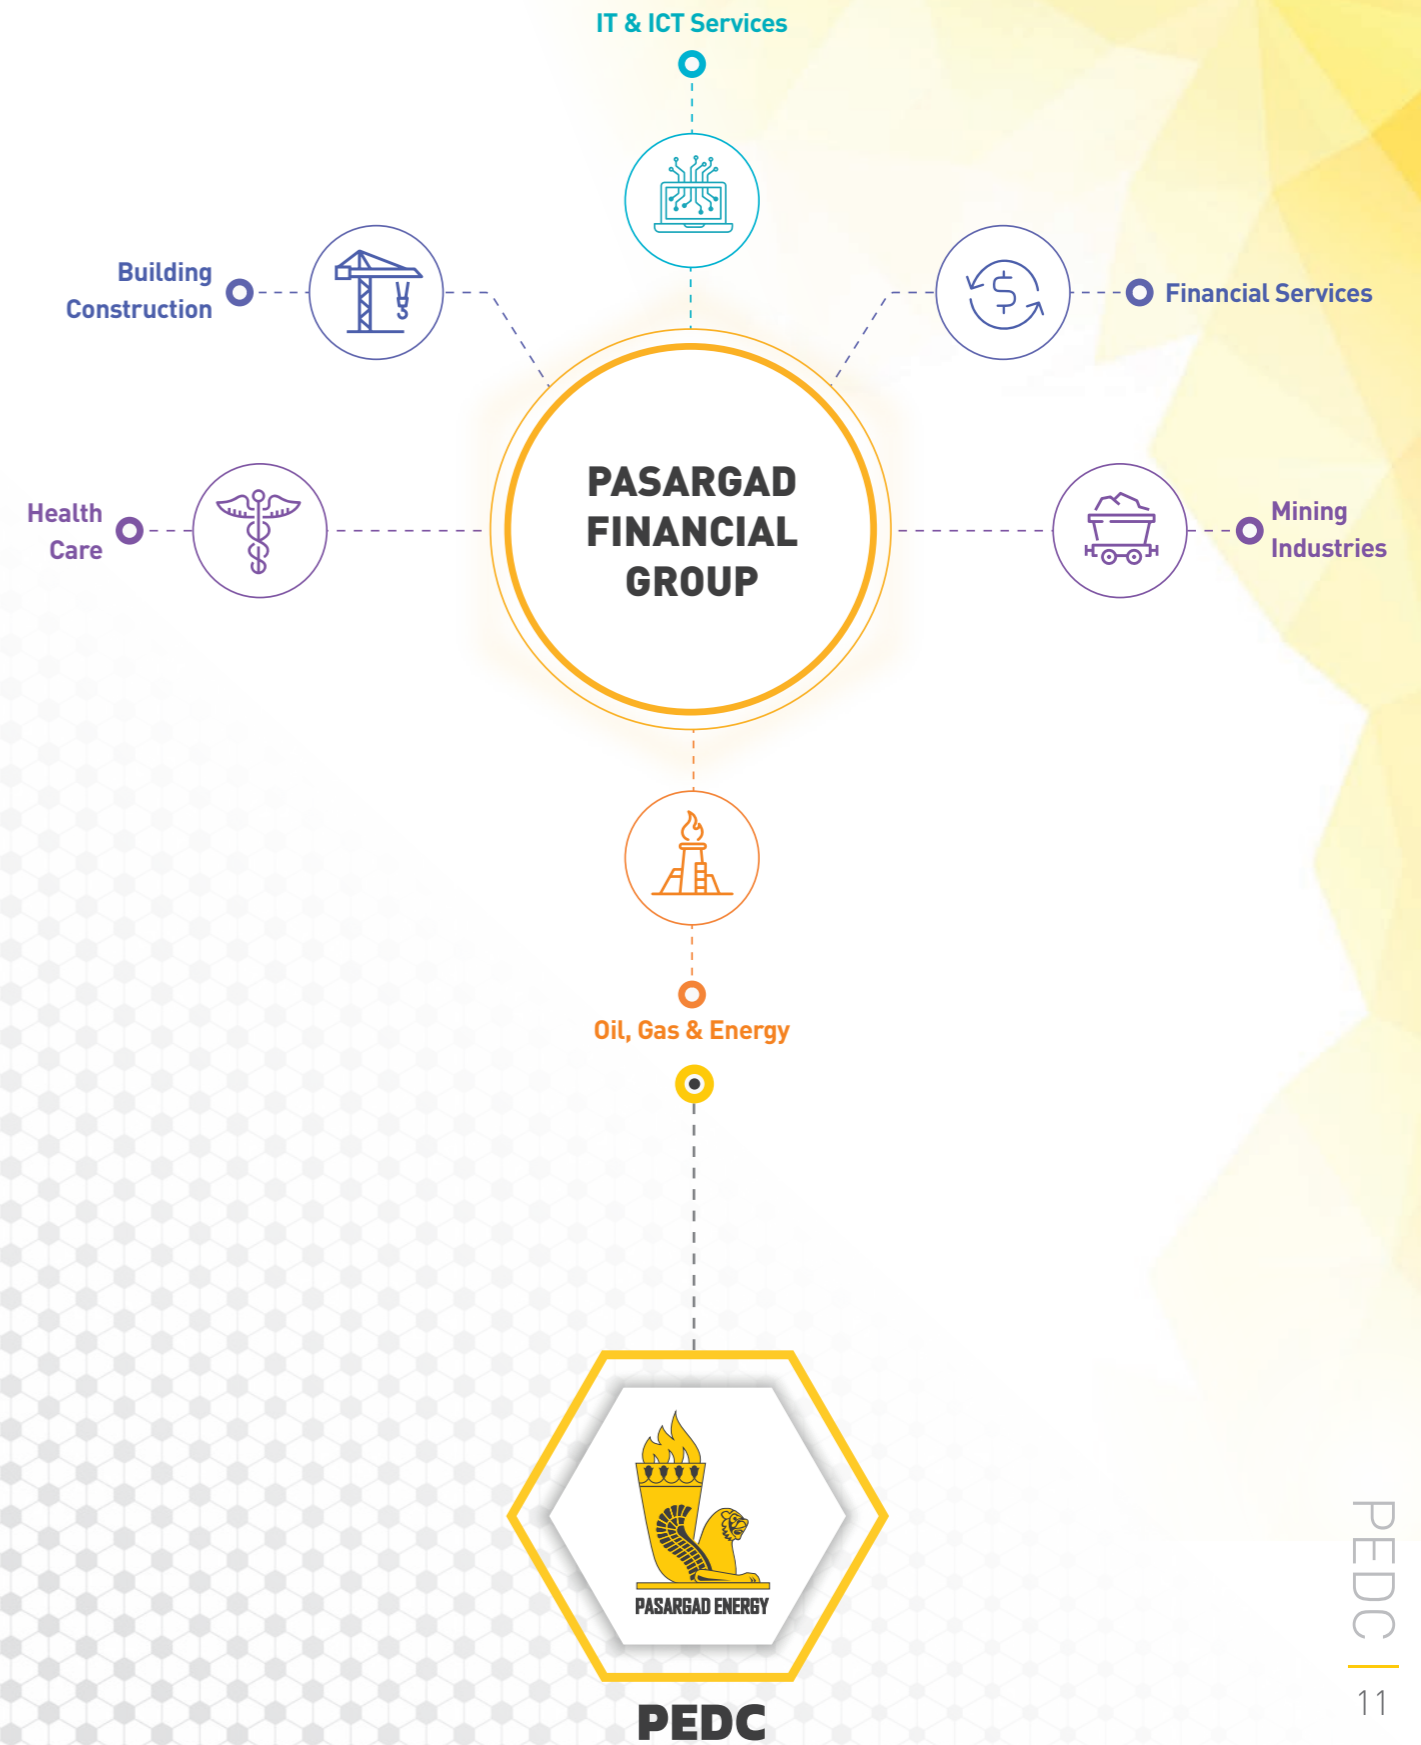 IT & ICT Services
Building
Construction
Financial Services
Health
Care
PASARGAD
FINANCIAL
GROUP
Mining
Industries
Oil, Gas & Energy
PASARGAD ENERGY
PEDC
PEDC
11